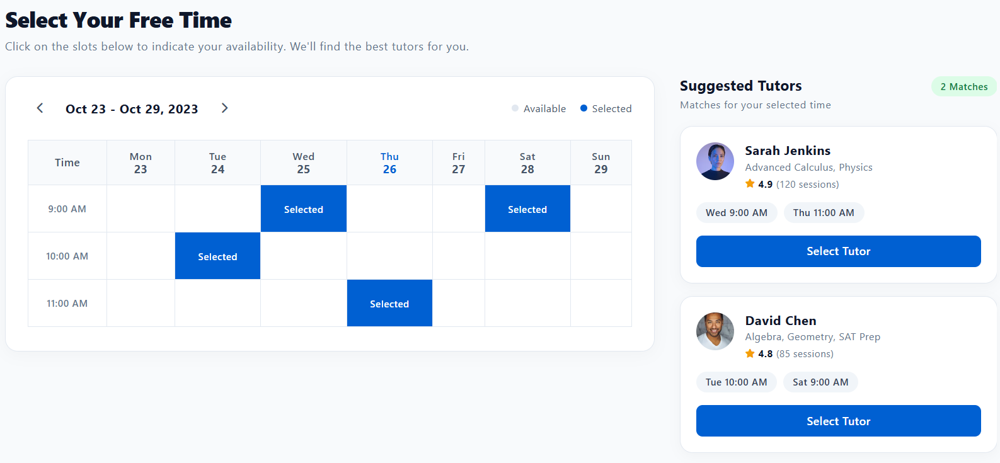 Select Your Free Time
Click on the slots below to indicate your availability. We'll find the best tutors for you.
Oct 23 - Oct 29, 2023
Available
Selected
Time
Mon
23
Tue
24
Wed
25
Thu
26
Fri
27
Sat
28
Sun
29
9:00 AM
Selected
Selected
10:00 AM
Selected
11:00 AM
Selected
Suggested Tutors
2 Matches
Matches for your selected time
Sarah Jenkins
Advanced Calculus, Physics
4.9 (120 sessions)
Wed 9:00 AM
Thu 11:00 AM
Select Tutor
David Chen
Algebra, Geometry, SAT Prep
4.8 (85 sessions)
Tue 10:00 AM
Sat 9:00 AM
Select Tutor